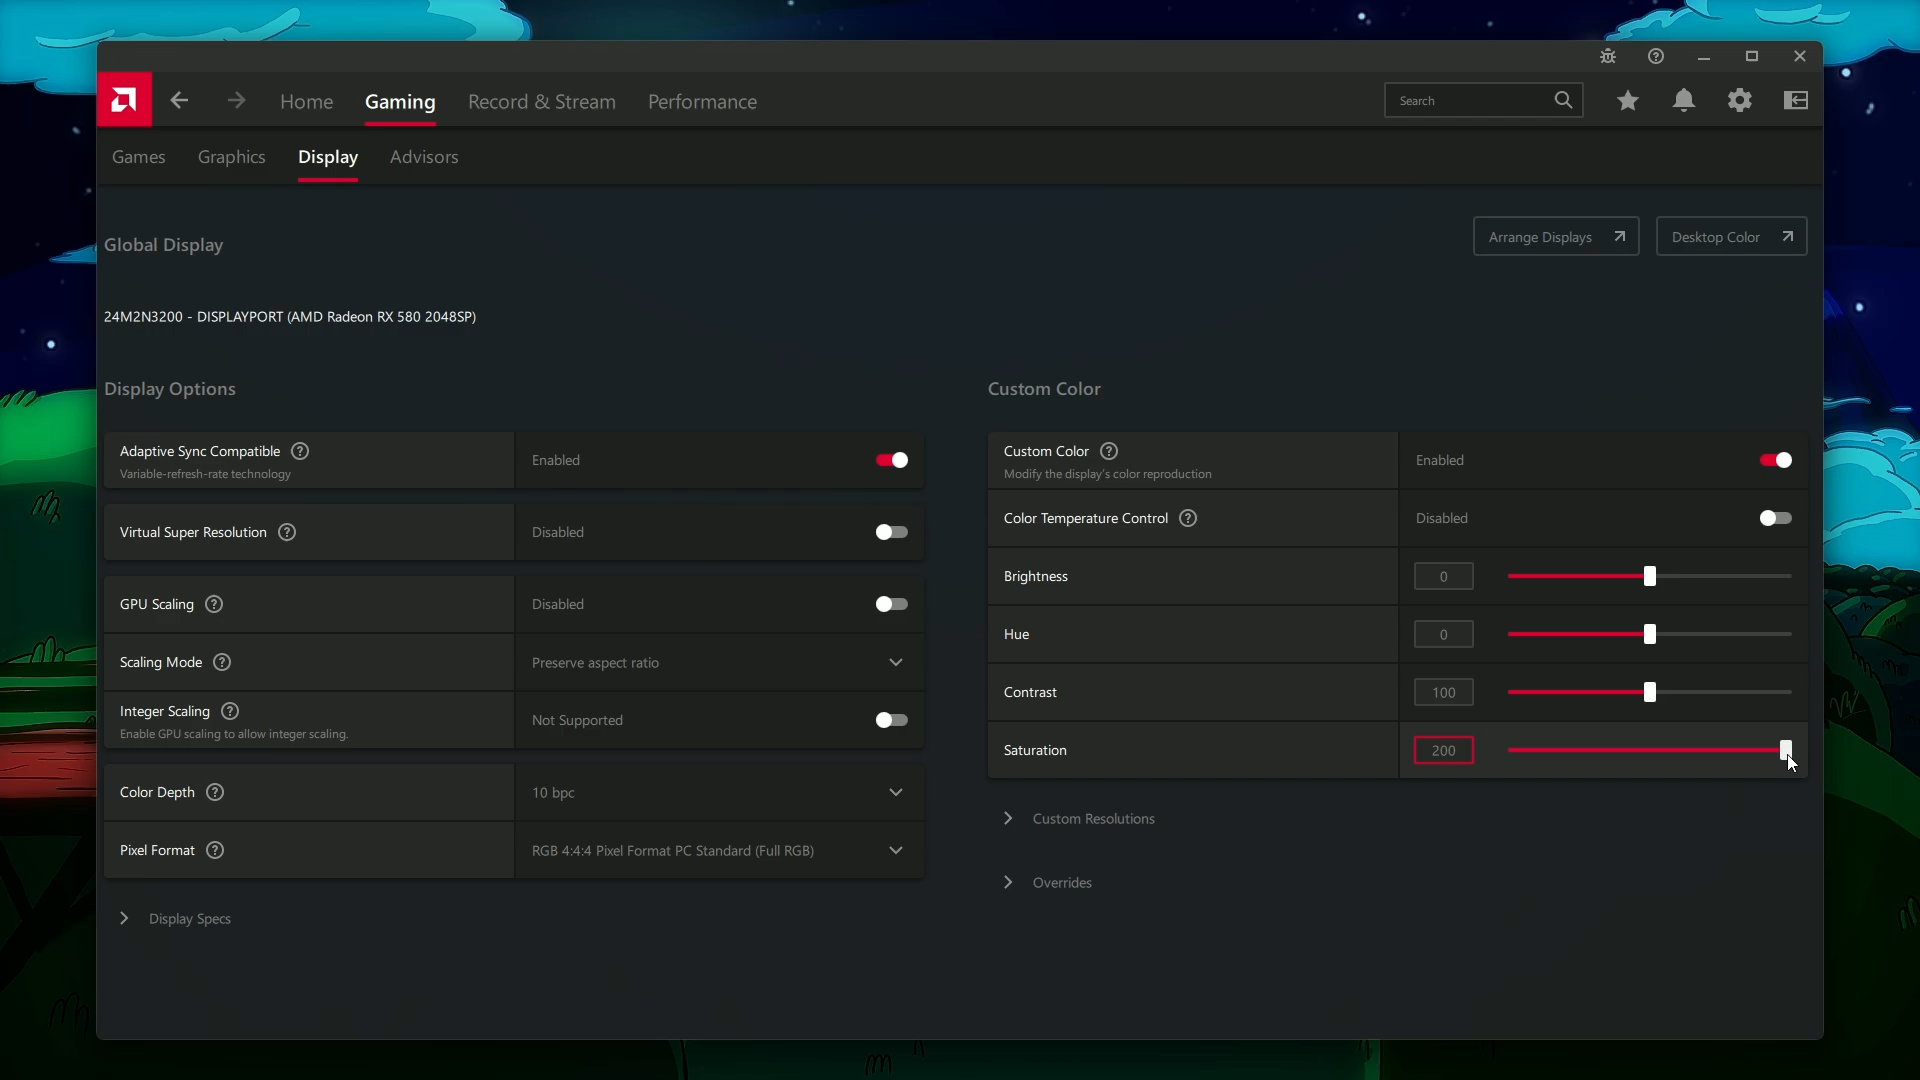 Home
Gaming
Record & Stream
Performance
Search
Games
Graphics
Display
Advisors
Global Display
Arrange Displays
Desktop Color
24M2N3200 - DISPLAYPORT (AMD Radeon RX 580 2048SP)
Display Options
Adaptive Sync Compatible
Variable-refresh-rate technology
Enabled
Virtual Super Resolution
Disabled
GPU Scaling
Disabled
Scaling Mode
Preserve aspect ratio
Integer Scaling
Enable GPU scaling to allow integer scaling.
Not Supported
Color Depth
10 bpc
Pixel Format
RGB 4:4:4 Pixel Format PC Standard (Full RGB)
Display Specs
Custom Color
Custom Color
Modify the display's color reproduction
Enabled
Color Temperature Control
Disabled
Brightness
0
Hue
0
Contrast
100
Saturation
200
Custom Resolutions
Overrides